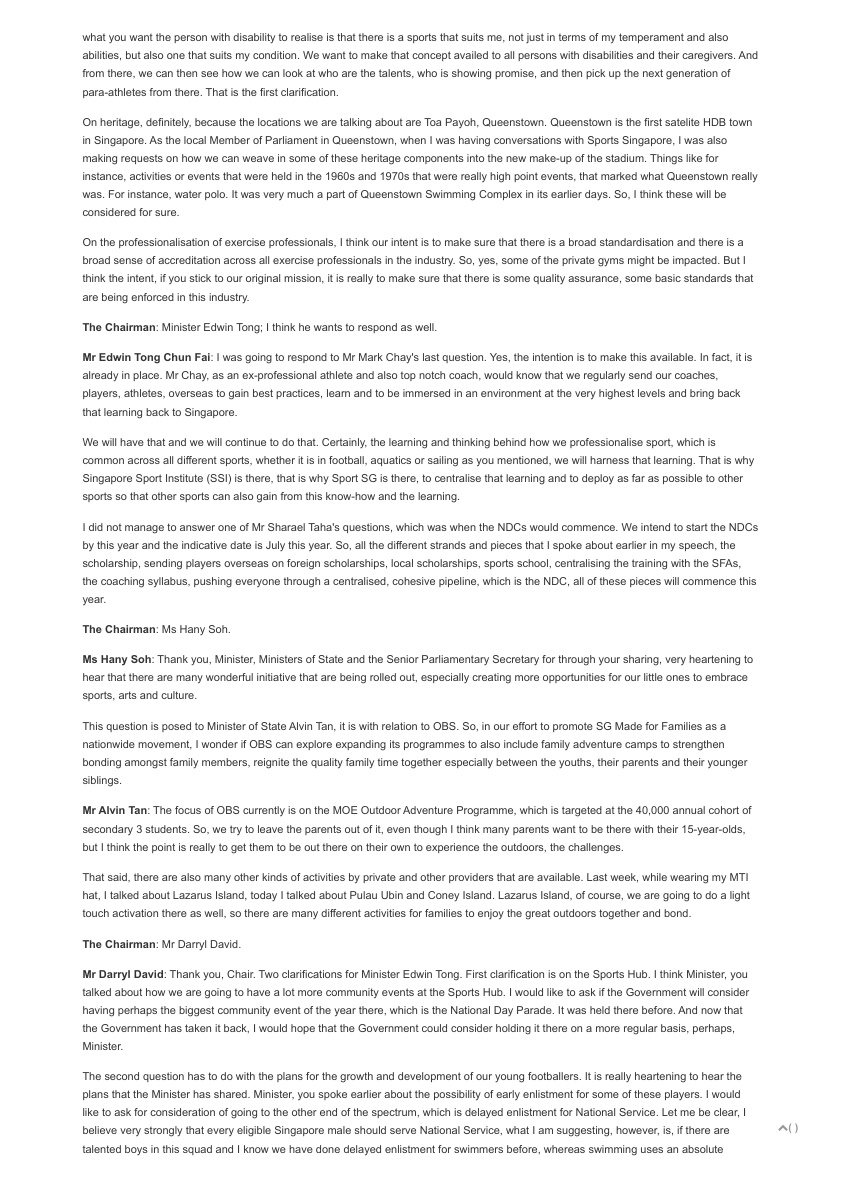 what you want the person with disability to realise is that there is a sports that suits me, not just in terms of my temperament and also
abilities, but also one that suits my condition. We want to make that concept availed to all persons with disabilities and their caregivers. And
from there, we can then see how we can look at who are the talents, who is showing promise, and then pick up the next generation of
para-athletes from there. That is the first clarification.
On heritage, definitely, because the locations we are talking about are Toa Payoh, Queenstown. Queenstown is the first satelite HDB town
in Singapore. As the local Member of Parliament in Queenstown, when I was having conversations with Sports Singapore, I was also
making requests on how we can weave in some of these heritage components into the new make-up of the stadium. Things like for
instance, activities or events that were held in the 1960s and 1970s that were really high point events, that marked what Queenstown really
was. For instance, water polo. It was very much a part of Queenstown Swimming Complex in its earlier days. So, I think these will be
considered for sure.
On the professionalisation of exercise professionals, I think our intent is to make sure that there is a broad standardisation and there is a
broad sense of accreditation across all exercise professionals in the industry. So, yes, some of the private gyms might be impacted. But I
think the intent, if you stick to our original mission, it is really to make sure that there is some quality assurance, some basic standards that
are being enforced in this industry.
The Chairman: Minister Edwin Tong; I think he wants to respond as well.
Mr Edwin Tong Chun Fai: I was going to respond to Mr Mark Chay's last question. Yes, the intention is to make this available. In fact, it is
already in place. Mr Chay, as an ex-professional athlete and also top notch coach, would know that we regularly send our coaches,
players, athletes, overseas to gain best practices, learn and to be immersed in an environment at the very highest levels and bring back
that learning back to Singapore.
We will have that and we will continue to do that. Certainly, the learning and thinking behind how we professionalise sport, which is
common across all different sports, whether it is in football, aquatics or sailing as you mentioned, we will harness that learning. That is why
Singapore Sport Institute (SSI) is there, that is why Sport SG is there, to centralise that learning and to deploy as far as possible to other
sports so that other sports can also gain from this know-how and the learning.
I did not manage to answer one of Mr Sharael Taha's questions, which was when the NDCs would commence. We intend to start the NDCs
by this year and the indicative date is July this year. So, all the different strands and pieces that I spoke about earlier in my speech, the
scholarship, sending players overseas on foreign scholarships, local scholarships, sports school, centralising the training with the SFAs,
the coaching syllabus, pushing everyone through a centralised, cohesive pipeline, which is the NDC, all of these pieces will commence this
year.
The Chairman: Ms Hany Soh.
Ms Hany Soh: Thank you, Minister, Ministers of State and the Senior Parliamentary Secretary for through your sharing, very heartening to
hear that there are many wonderful initiative that are being rolled out, especially creating more opportunities for our little ones to embrace
sports, arts and culture.
This question is posed to Minister of State Alvin Tan, it is with relation to OBS. So, in our effort to promote SG Made for Families as a
nationwide movement, I wonder if OBS can explore expanding its programmes to also include family adventure camps to strengthen
bonding amongst family members, reignite the quality family time together especially between the youths, their parents and their younger
siblings.
Mr Alvin Tan: The focus of OBS currently is on the MOE Outdoor Adventure Programme, which is targeted at the 40,000 annual cohort of
secondary 3 students. So, we try to leave the parents out of it, even though I think many parents want to be there with their 15-year-olds,
but I think the point is really to get them to be out there on their own to experience the outdoors, the challenges.
That said, there are also many other kinds of activities by private and other providers that are available. Last week, while wearing my MTI
hat, I talked about Lazarus Island, today I talked about Pulau Ubin and Coney Island. Lazarus Island, of course, we are going to do a light
touch activation there as well, so there are many different activities for families to enjoy the great outdoors together and bond.
The Chairman: Mr Darryl David.
Mr Darryl David: Thank you, Chair. Two clarifications for Minister Edwin Tong. First clarification is on the Sports Hub. I think Minister, you
talked about how we are going to have a lot more community events at the Sports Hub. I would like to ask if the Government will consider
having perhaps the biggest community event of the year there, which is the National Day Parade. It was held there before. And now that
the Government has taken it back, I would hope that the Government could consider holding it there on a more regular basis, perhaps,
Minister.
The second question has to do with the plans for the growth and development of our young footballers. It is really heartening to hear the
plans that the Minister has shared. Minister, you spoke earlier about the possibility of early enlistment for some of these players. I would
like to ask for consideration of going to the other end of the spectrum, which is delayed enlistment for National Service. Let me be clear, I
believe very strongly that every eligible Singapore male should serve National Service, what I am suggesting, however, is, if there are
talented boys in this squad and I know we have done delayed enlistment for swimmers before, whereas swimming uses an absolute
( )